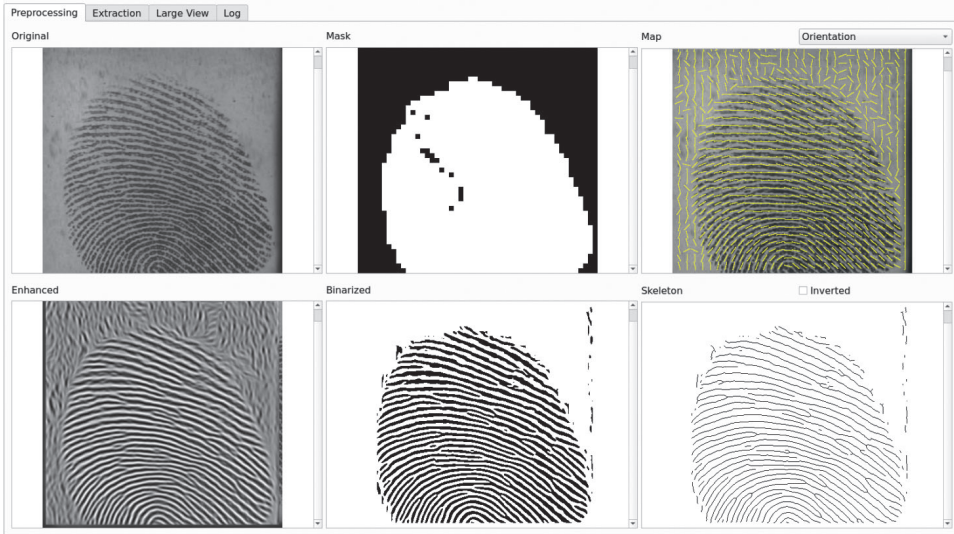 Preprocessing Extraction Large View Log
Original Mask Map Orientation
Enhanced Binarized Skeleton Inverted